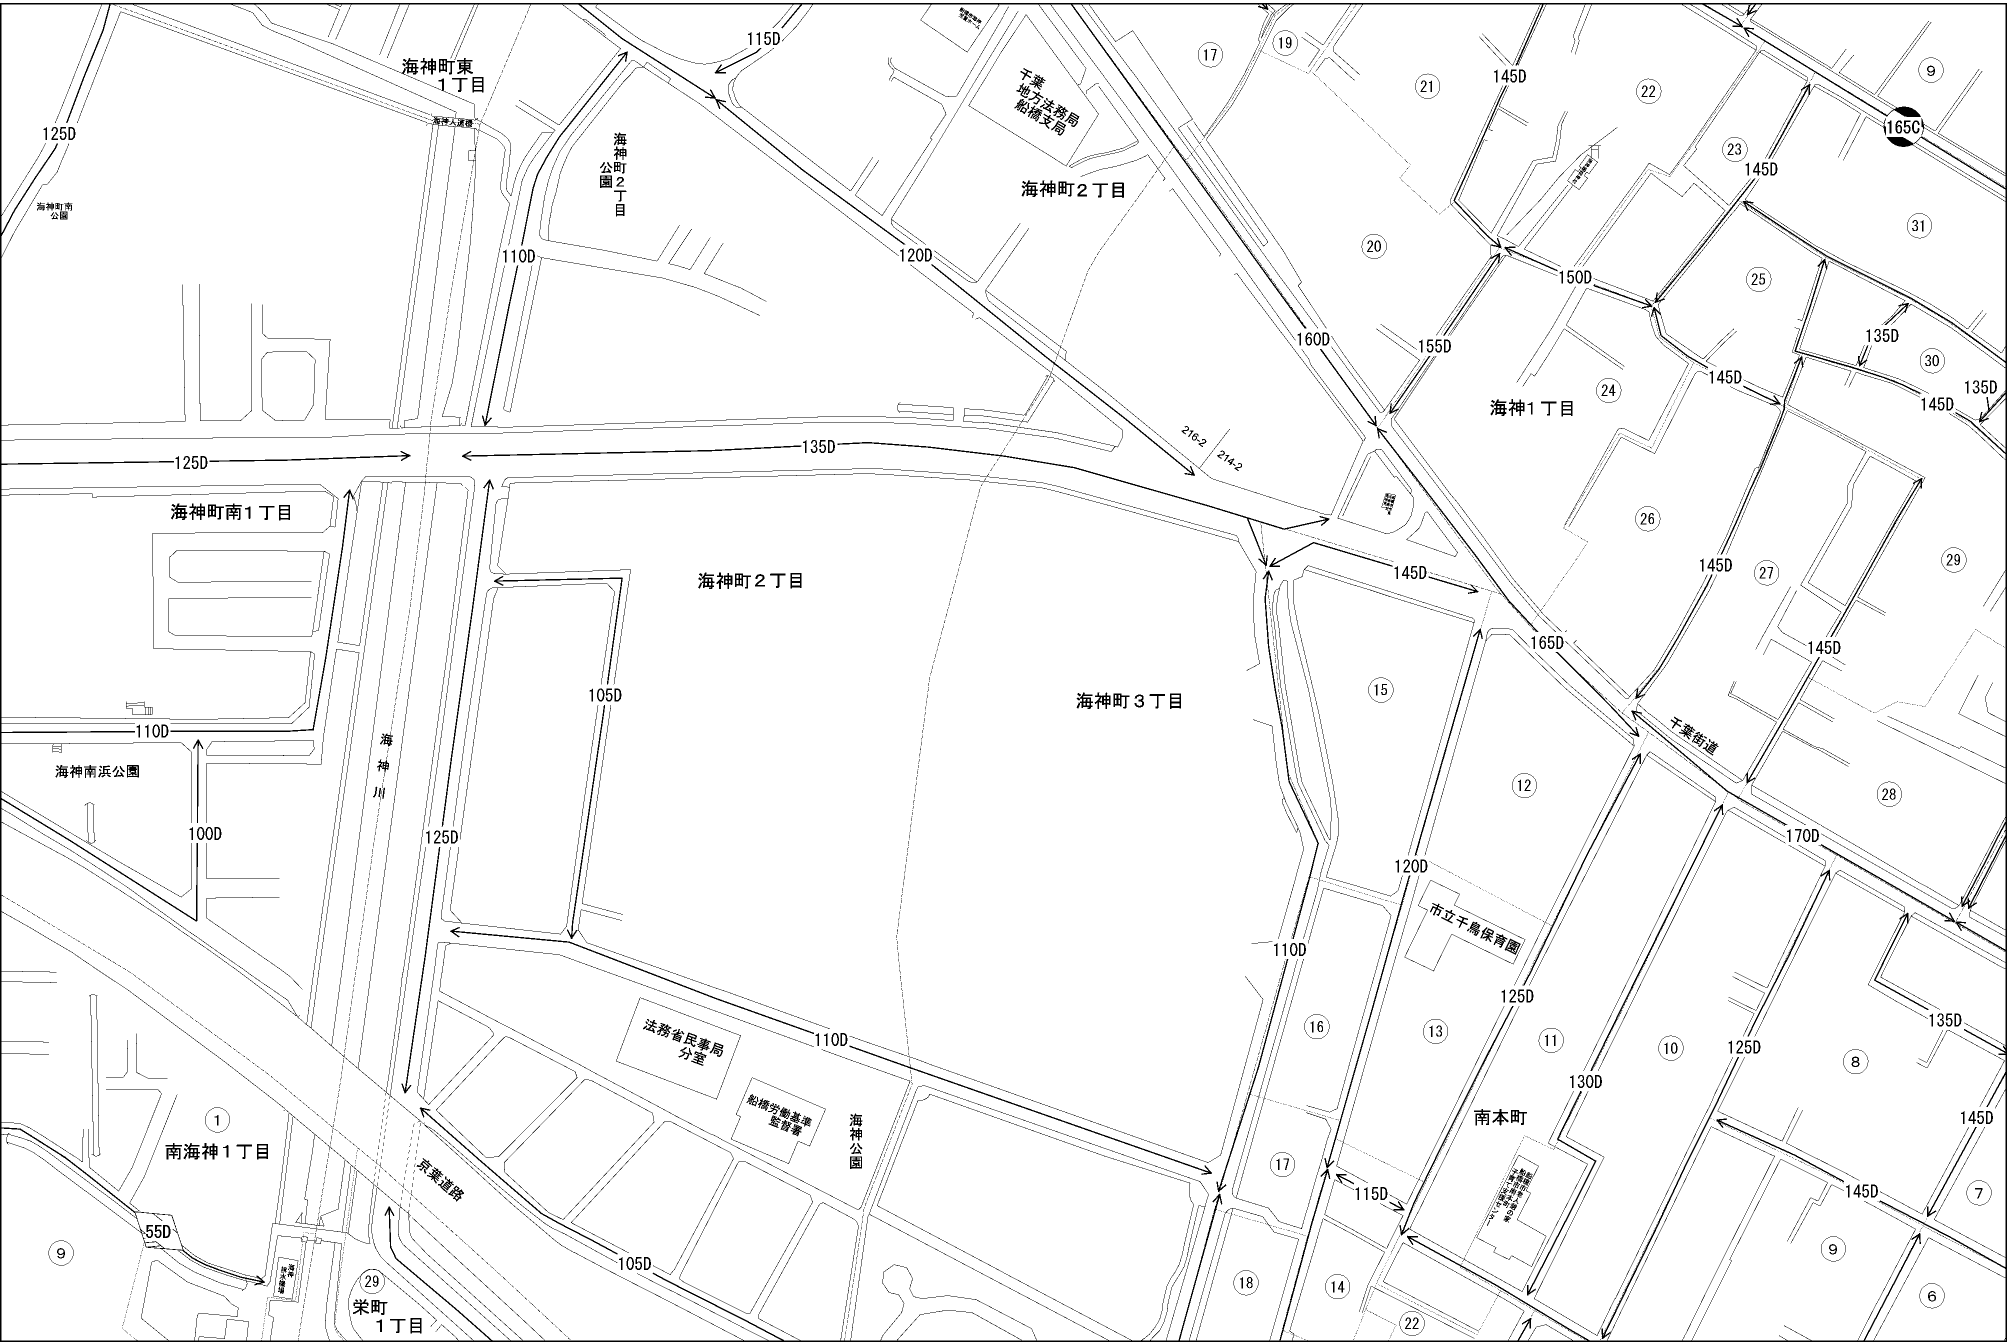 115D
17
19
9
海神町東
1丁目
千葉
地方法務局
船橋支局
145D
21
22
海神人道橋
125D
165C
海神町2丁目
公園
23
145D
海神町2丁目
海神町南
公園
31
110D
120D
20
150D
25
160D
155D
135D
30
145D
24
135D
海神1丁目
145D
216-2
214-2
125D
135D
海神町南1丁目
26
145D
27
29
海神町2丁目
145D
165D
145D
105D
海神町3丁目
15
110D
千葉街道
海神南浜公園
海神川
12
28
100D
125D
170D
120D
市立千鳥保育園
110D
125D
16
13
11
10
125D
135D
8
法務省民事局
分室
110D
130D
船橋労働基準
監督署
海神公園
南本町
145D
1
南海神1丁目
京葉道路
17
115D
145D
7
55D
9
105D
29
栄町
1丁目
18
14
22
9
6